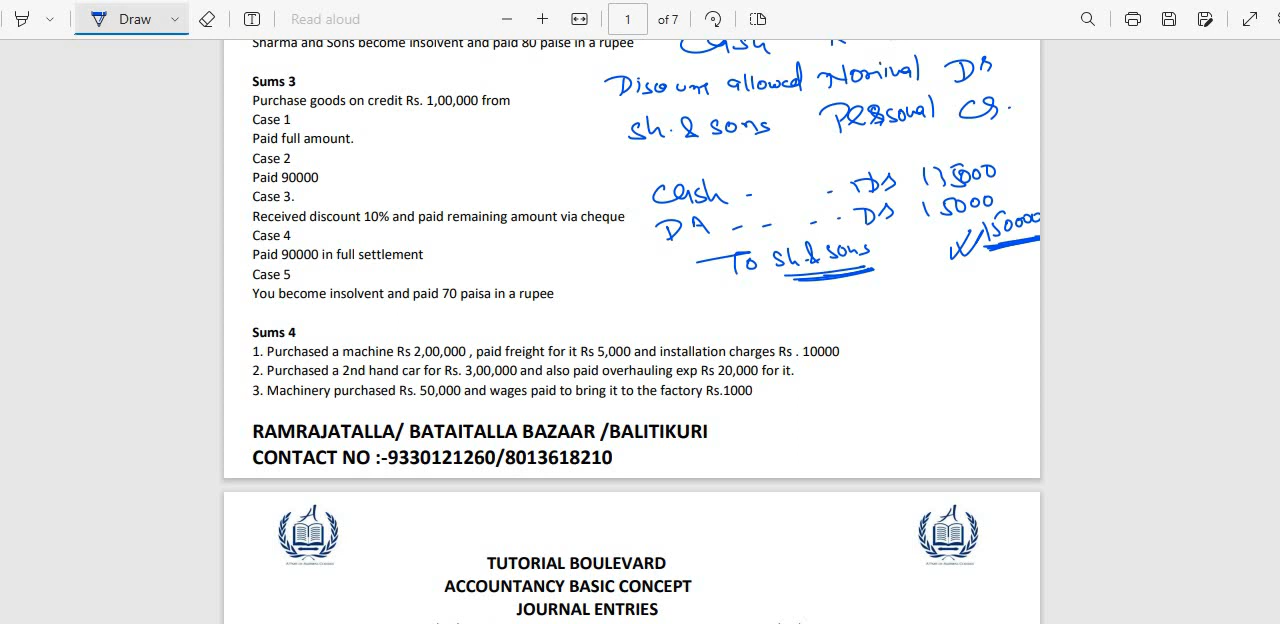 Draw
Read aloud
1
of 7
Sharma and Sons become insolvent and paid 80 paise in a rupee
Cash
Sums 3
Purchase goods on credit Rs. 1,00,000 from
Case 1
Paid full amount.
Case 2
Paid 90000
Case 3.
Received discount 10% and paid remaining amount via cheque
Case 4
Paid 90000 in full settlement
Case 5
You become insolvent and paid 70 paisa in a rupee
Discount allowed Nominal Dr
Sh. & sons Personal Cr.
Cash - - Dr 135000
DA - - - - Dr 15000
To Sh & sons 150000
Sums 4
1. Purchased a machine Rs 2,00,000 , paid freight for it Rs 5,000 and installation charges Rs . 10000
2. Purchased a 2nd hand car for Rs. 3,00,000 and also paid overhauling exp Rs 20,000 for it.
3. Machinery purchased Rs. 50,000 and wages paid to bring it to the factory Rs.1000
RAMRAJATALLA/ BATAITALLA BAZAAR /BALITIKURI
CONTACT NO :-9330121260/8013618210
TUTORIAL BOULEVARD
ACCOUNTANCY BASIC CONCEPT
JOURNAL ENTRIES